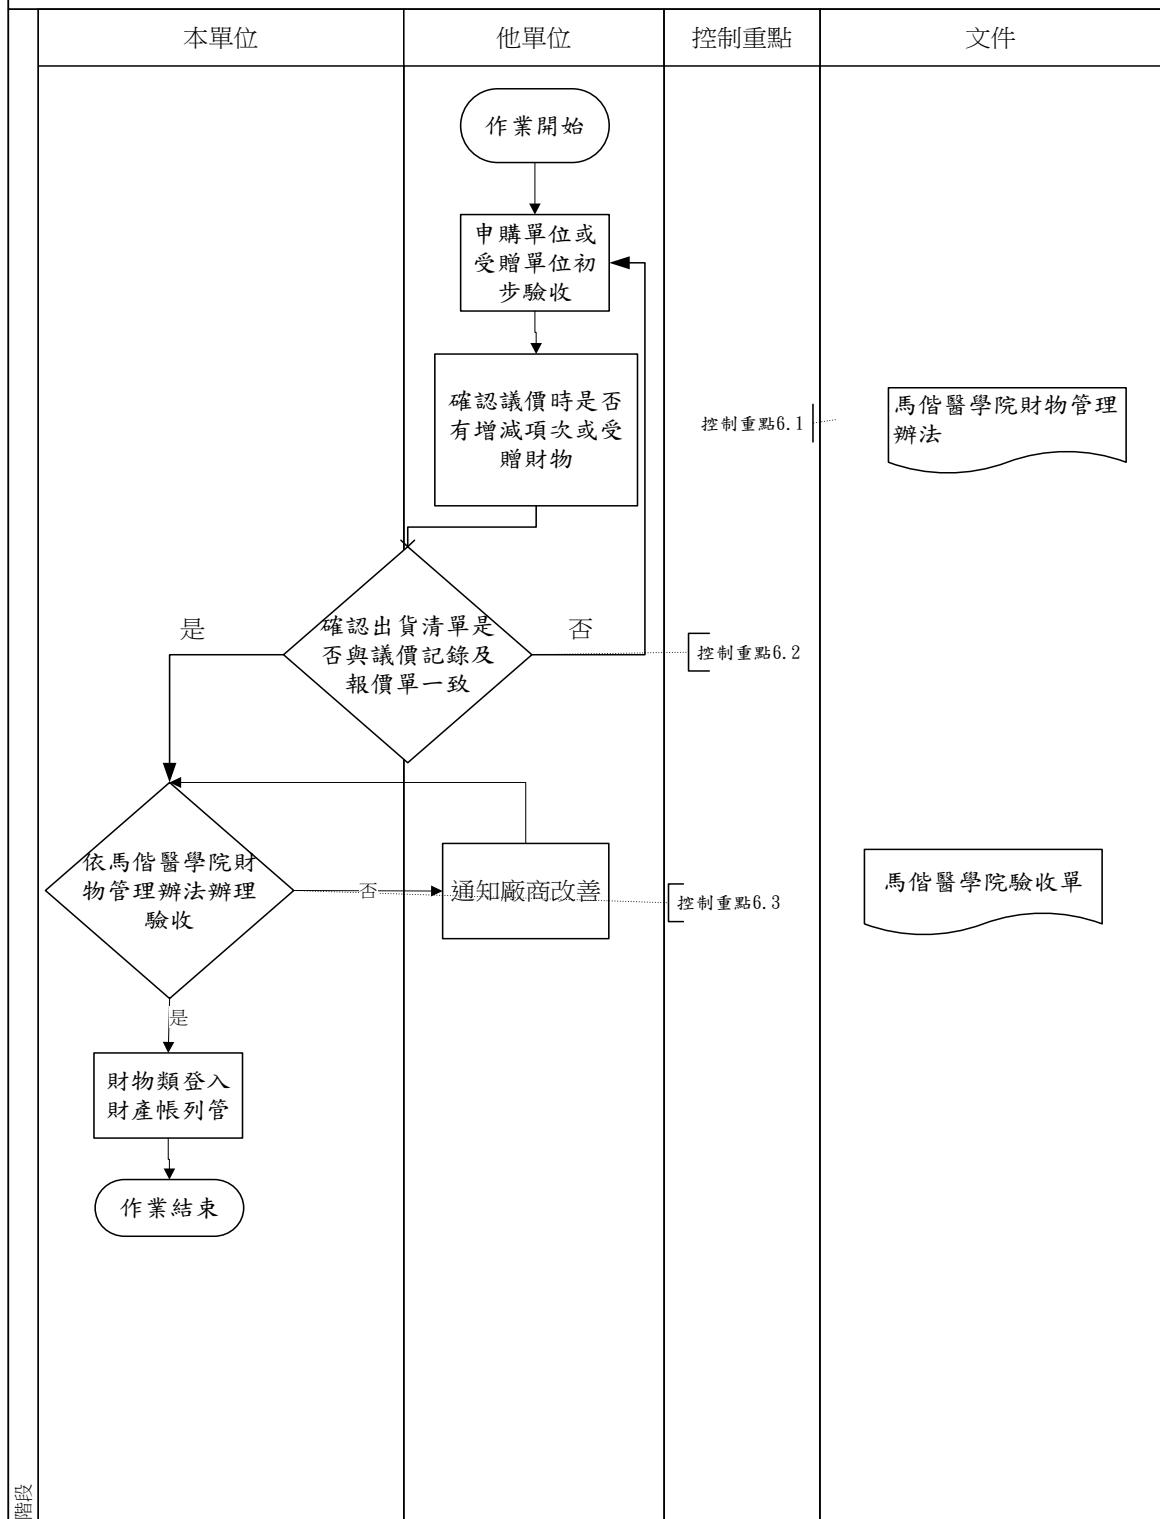 本單位
他單位
控制重點
文件
作業開始
申購單位或
受贈單位初
步驗收
確認議價時是否
有增減項次或受
贈財物
控制重點6.1
馬偕醫學院財物管理
辦法
是
確認出貨清單是
否與議價記錄及
報價單一致
否
控制重點6.2
依馬偕醫學院財
物管理辦法辦理
驗收
否
通知廠商改善
控制重點6.3
馬偕醫學院驗收單
是
財物類登入
財產帳列管
作業結束
階段